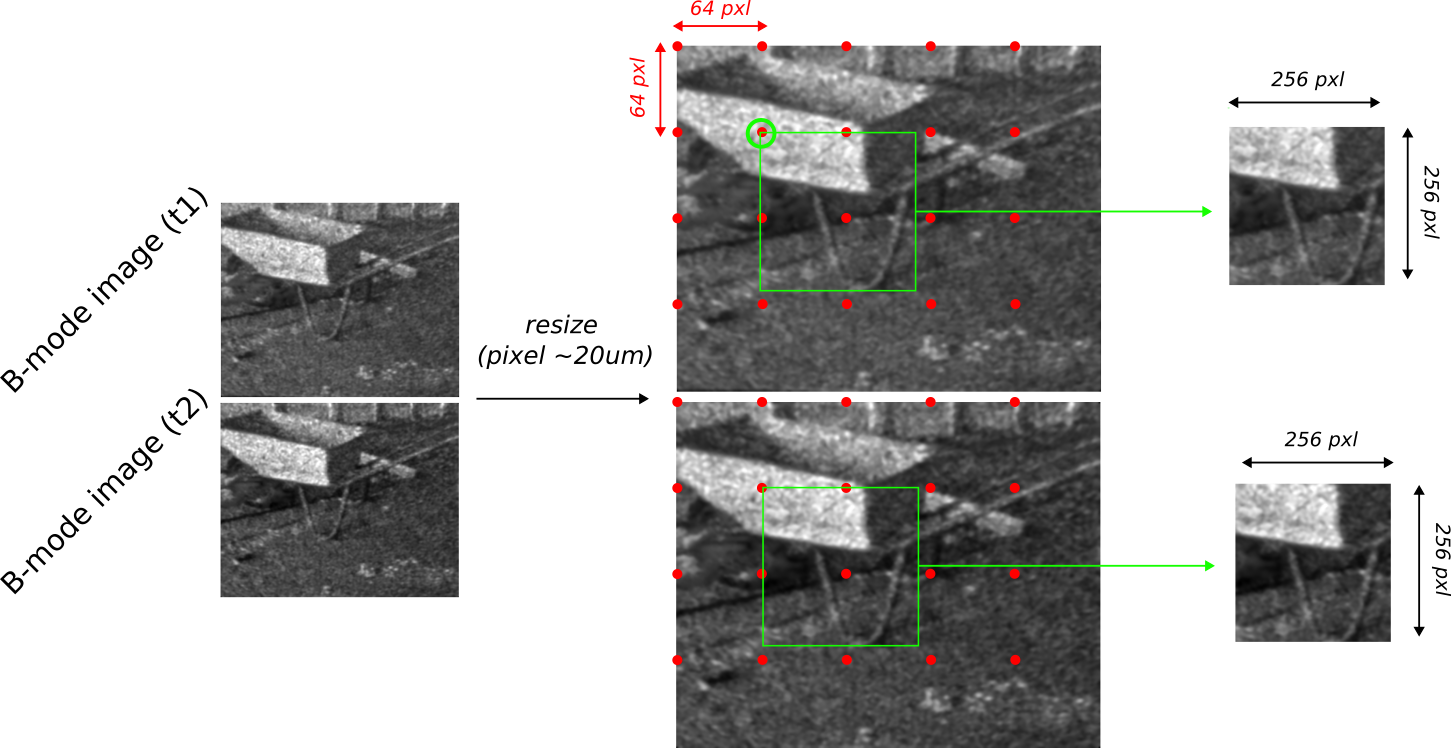 64 pxl
64 pxl
256 pxl
256 pxl
B-mode image (t1)
resize
(pixel ~20um)
B-mode image (t2)
256 pxl
256 pxl